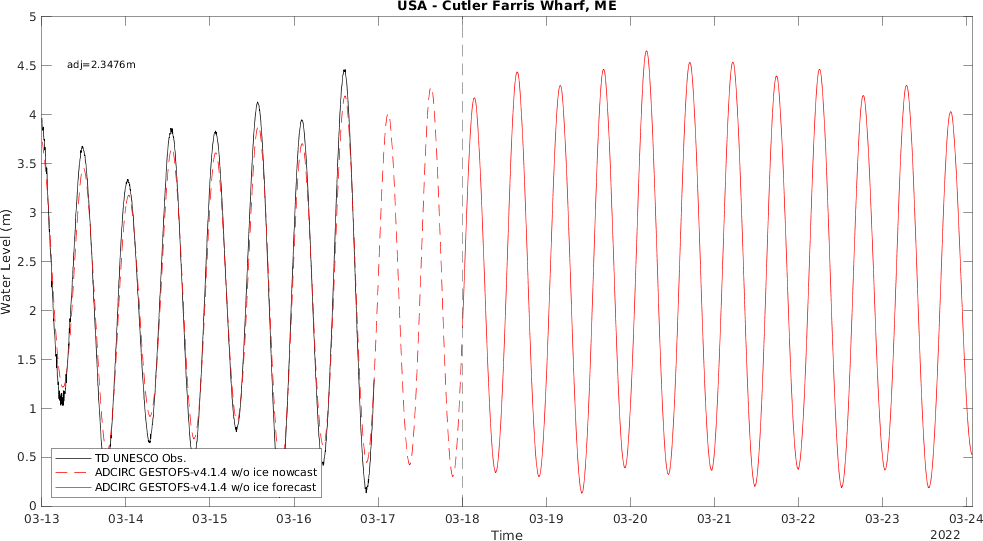 USA - Cutler Farris Wharf, ME
5
4.5
4
3.5
3
2.5
2
1.5
1
0.5
0
Water Level (m)
adj=2.3476m
TD UNESCO Obs.
ADCIRC GESTOFS-v4.1.4 w/o ice nowcast
ADCIRC GESTOFS-v4.1.4 w/o ice forecast
03-13 03-14 03-15 03-16 03-17 03-18 03-19 03-20 03-21 03-22 03-23 03-24
Time
2022